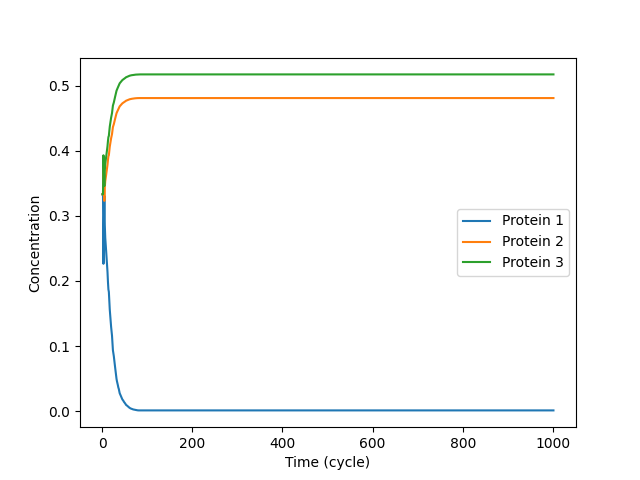 0.5
0.4
0.3
0.2
0.1
0.0
Concentration
Protein 1
Protein 2
Protein 3
0 200 400 600 800 1000
Time (cycle)